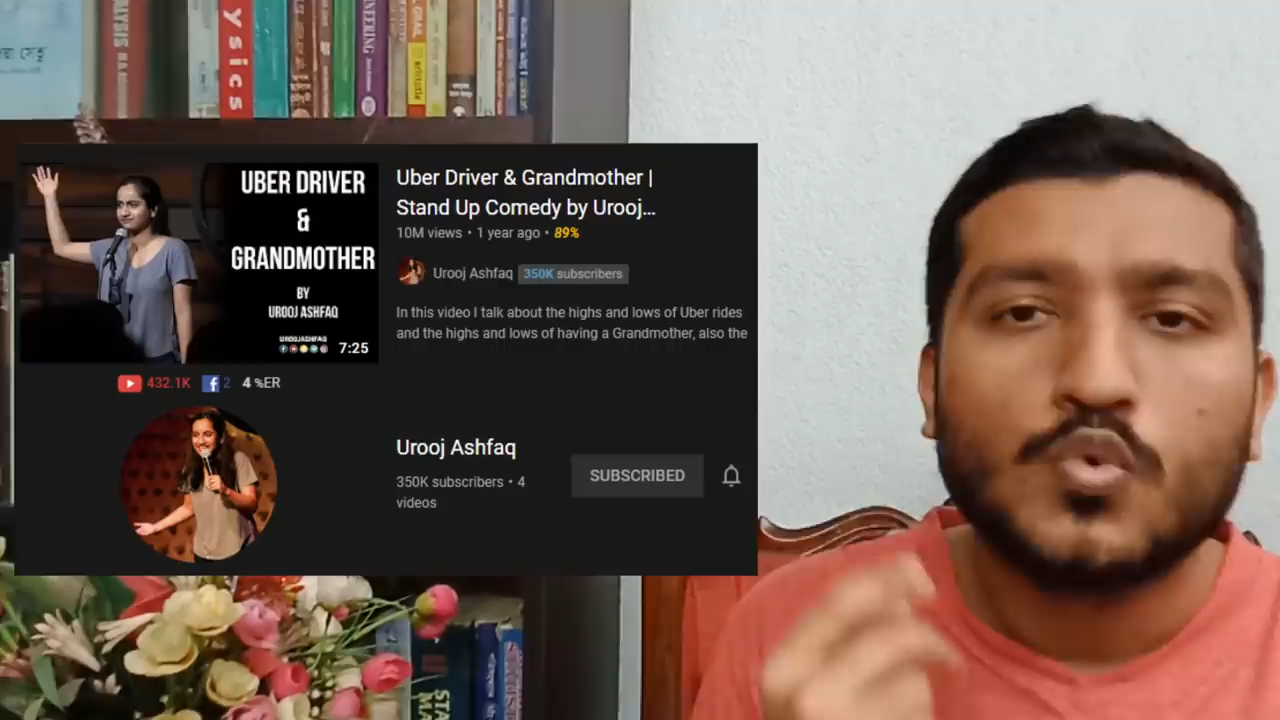 ysics
UBER DRIVER
&
GRANDMOTHER
BY
UROOJ ASHFAQ
UROOJASHFAQ
7:25
Uber Driver & Grandmother |
Stand Up Comedy by Urooj...
10M views • 1 year ago • 89%
Urooj Ashfaq 350K subscribers
In this video I talk about the highs and lows of Uber rides
and the highs and lows of having a Grandmother, also the
432.1K 2 4 %ER
Urooj Ashfaq
350K subscribers • 4
videos
SUBSCRIBED